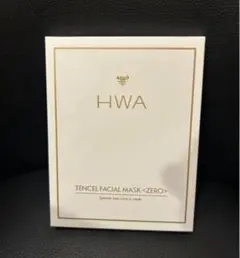 HWA
TENCEL FACIAL MASK <ZERO>